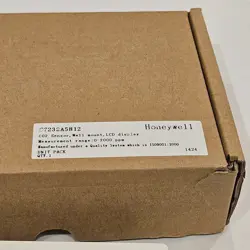 C7232A5812 Honeywell
CO2 Sensor,Wall mount,LCD display
Measurement range:0-2000 ppm
Manufactured under a Quality System which is ISO9001:2000
UNIT PACK
QTY 1 1424